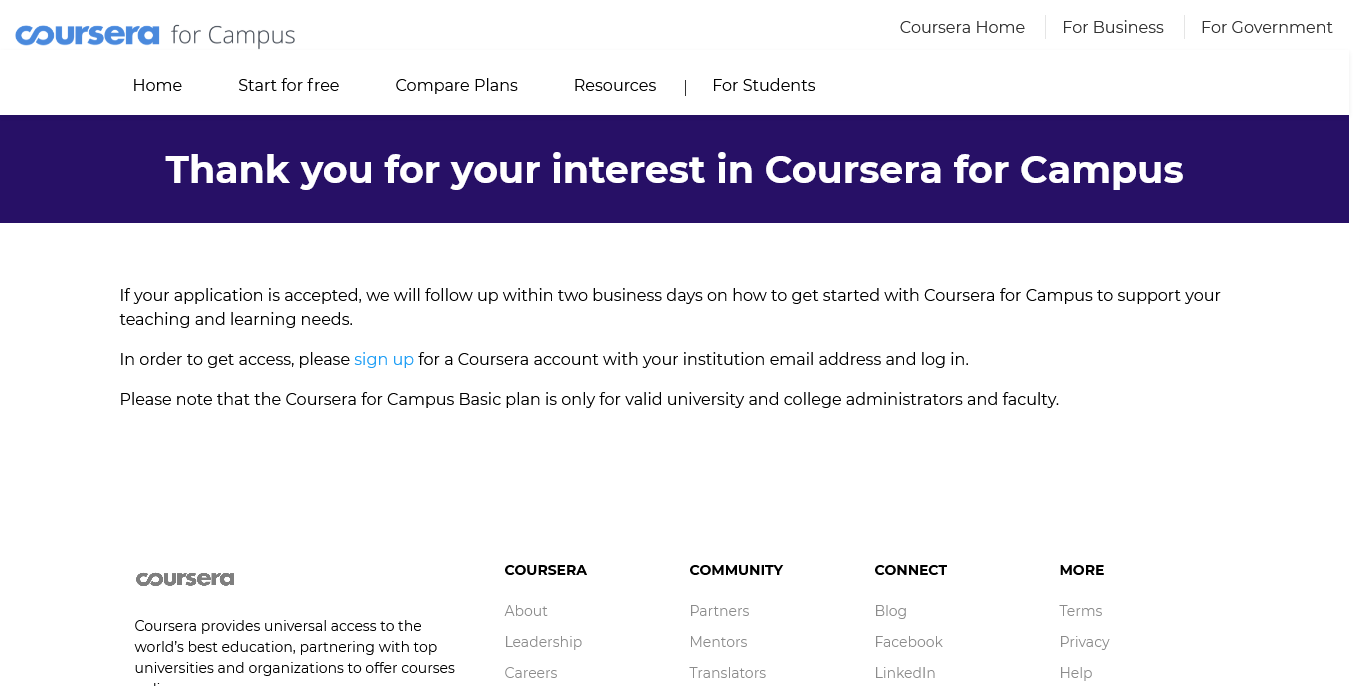 coursera for Campus
Coursera Home For Business For Government
Home Start for free Compare Plans Resources | For Students
Thank you for your interest in Coursera for Campus
If your application is accepted, we will follow up within two business days on how to get started with Coursera for Campus to support your
teaching and learning needs.
In order to get access, please sign up for a Coursera account with your institution email address and log in.
Please note that the Coursera for Campus Basic plan is only for valid university and college administrators and faculty.
coursera
Coursera provides universal access to the
world’s best education, partnering with top
universities and organizations to offer courses
COURSERA
About
Leadership
Careers
COMMUNITY
Partners
Mentors
Translators
CONNECT
Blog
Facebook
LinkedIn
MORE
Terms
Privacy
Help